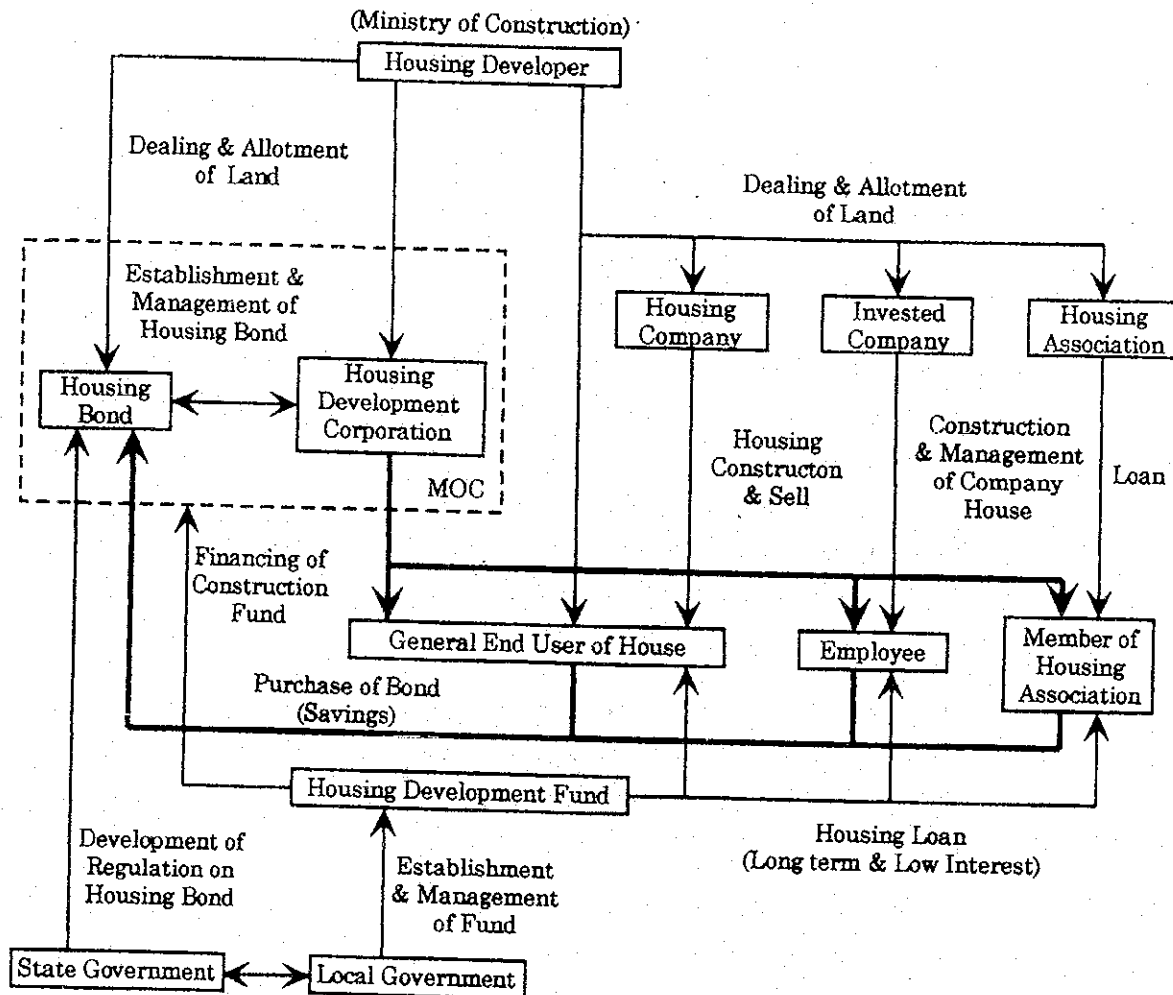 (Ministry of Construction)
Housing Developer
Dealing & Allotment
of Land
Dealing & Allotment
of Land
Establishment &
Management of
Housing Bond
Housing
Company
Invested
Company
Housing
Association
Housing
Bond
Housing
Development
Corporation
MOC
Housing
Constructon
& Sell
Construction
& Management
of Company
House
Loan
Financing of
Construction
Fund
General End User of House
Employee
Member of
Housing
Association
Purchase of Bond
(Savings)
Housing Development Fund
Housing Loan
(Long term & Low Interest)
Development of
Regulation on
Housing Bond
Establishment
& Management
of Fund
State Government
Local Government